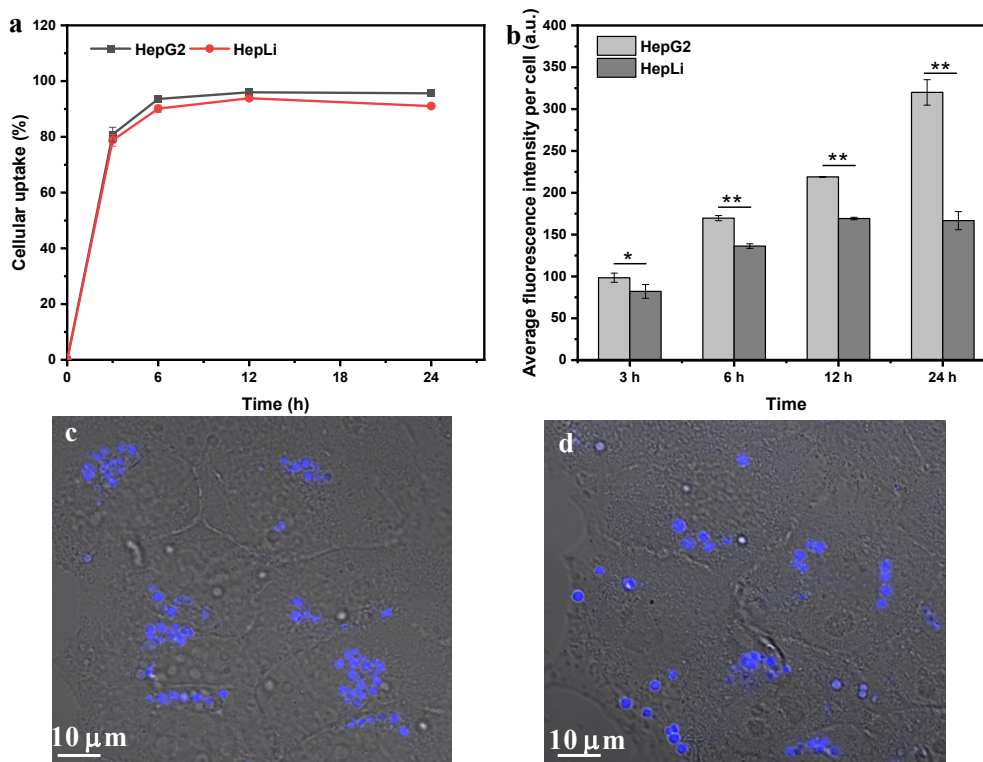 a
120
100
80
60
40
20
0
Cellular uptake (%)
HepG2 HepLi
0 6 12 18 24
Time (h)
b
400
350
300
250
200
150
100
50
0
Average fluorescence intensity per cell (a.u.)
HepG2
HepLi
*
**
**
**
3 h 6 h 12 h 24 h
Time
c
10 μm
d
10 μm